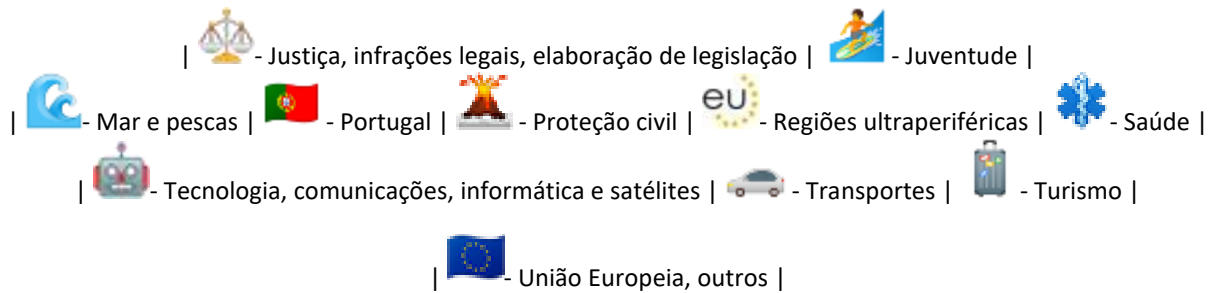 | - Justiça, infrações legais, elaboração de legislação | - Juventude |
| - Mar e pescas | - Portugal | - Proteção civil | eu - Regiões ultraperiféricas | - Saúde |
| - Tecnologia, comunicações, informática e satélites | - Transportes | - Turismo |
| - União Europeia, outros |